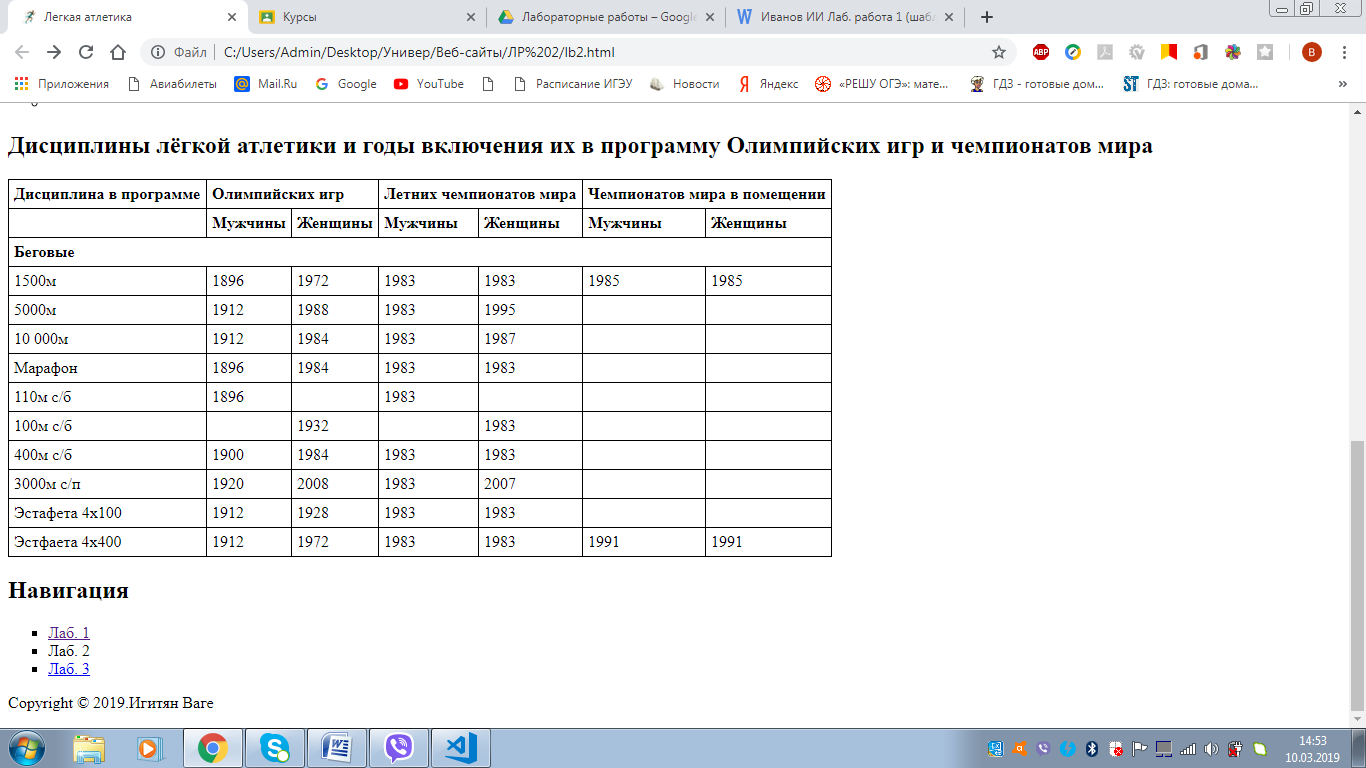 Легкая атлетика
Курсы
Лабораторные работы – Google
Иванов ИИ Лаб. работа 1 (шаб
Файл | C:/Users/Admin/Desktop/Универ/Веб-сайты/ЛР%202/lb2.html
ABP
В
Приложения
Авиабилеты
Mail.Ru
Google
YouTube
Расписание ИГЭУ
Новости
Яндекс
«РЕШУ ОГЭ»: мате...
ГДЗ - готовые дом...
ГДЗ: готовые дома...
»
Дисциплины лёгкой атлетики и годы включения их в программу Олимпийских игр и чемпионатов мира
Дисциплина в программе Олимпийских игр Летних чемпионатов мира Чемпионатов мира в помещении
Мужчины Женщины Мужчины Женщины Мужчины Женщины
Беговые
1500м 1896 1972 1983 1983 1985 1985
5000м 1912 1988 1983 1995
10 000м 1912 1984 1983 1987
Марафон 1896 1984 1983 1983
110м с/б 1896 1983
100м с/б 1932 1983
400м с/б 1900 1984 1983 1983
3000м с/п 1920 2008 1983 2007
Эстафета 4х100 1912 1928 1983 1983
Эстфаета 4х400 1912 1972 1983 1983 1991 1991
Навигация
Лаб. 1
Лаб. 2
Лаб. 3
Copyright © 2019.Игитян Ваге
14:53
10.03.2019